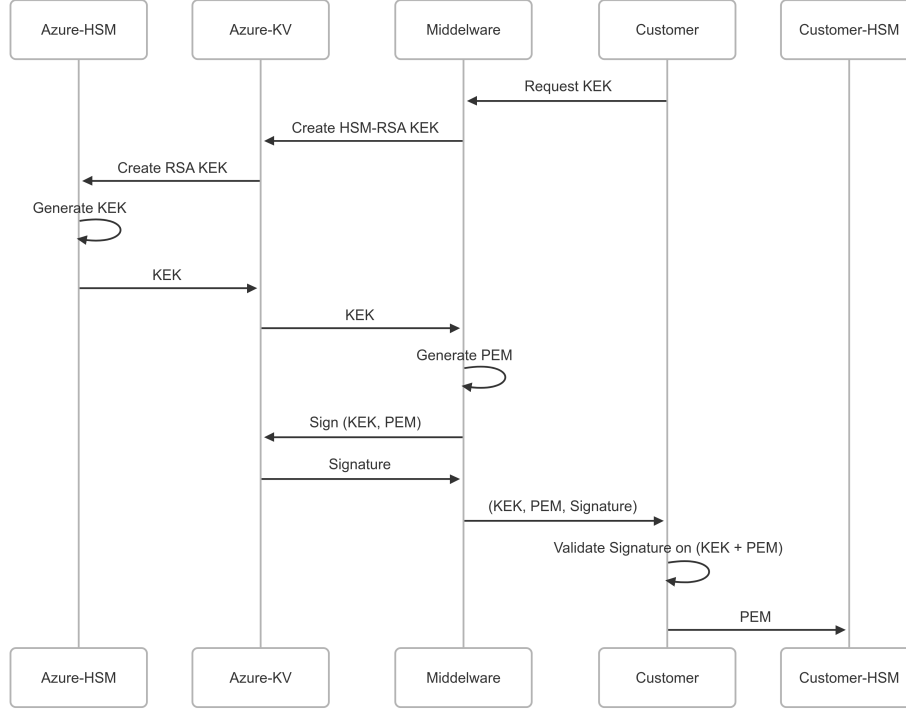 Azure-HSM
Azure-KV
Middelware
Customer
Customer-HSM
Request KEK
Create HSM-RSA KEK
Create RSA KEK
Generate KEK
KEK
KEK
Generate PEM
Sign (KEK, PEM)
Signature
(KEK, PEM, Signature)
Validate Signature on (KEK + PEM)
PEM
Azure-HSM
Azure-KV
Middelware
Customer
Customer-HSM